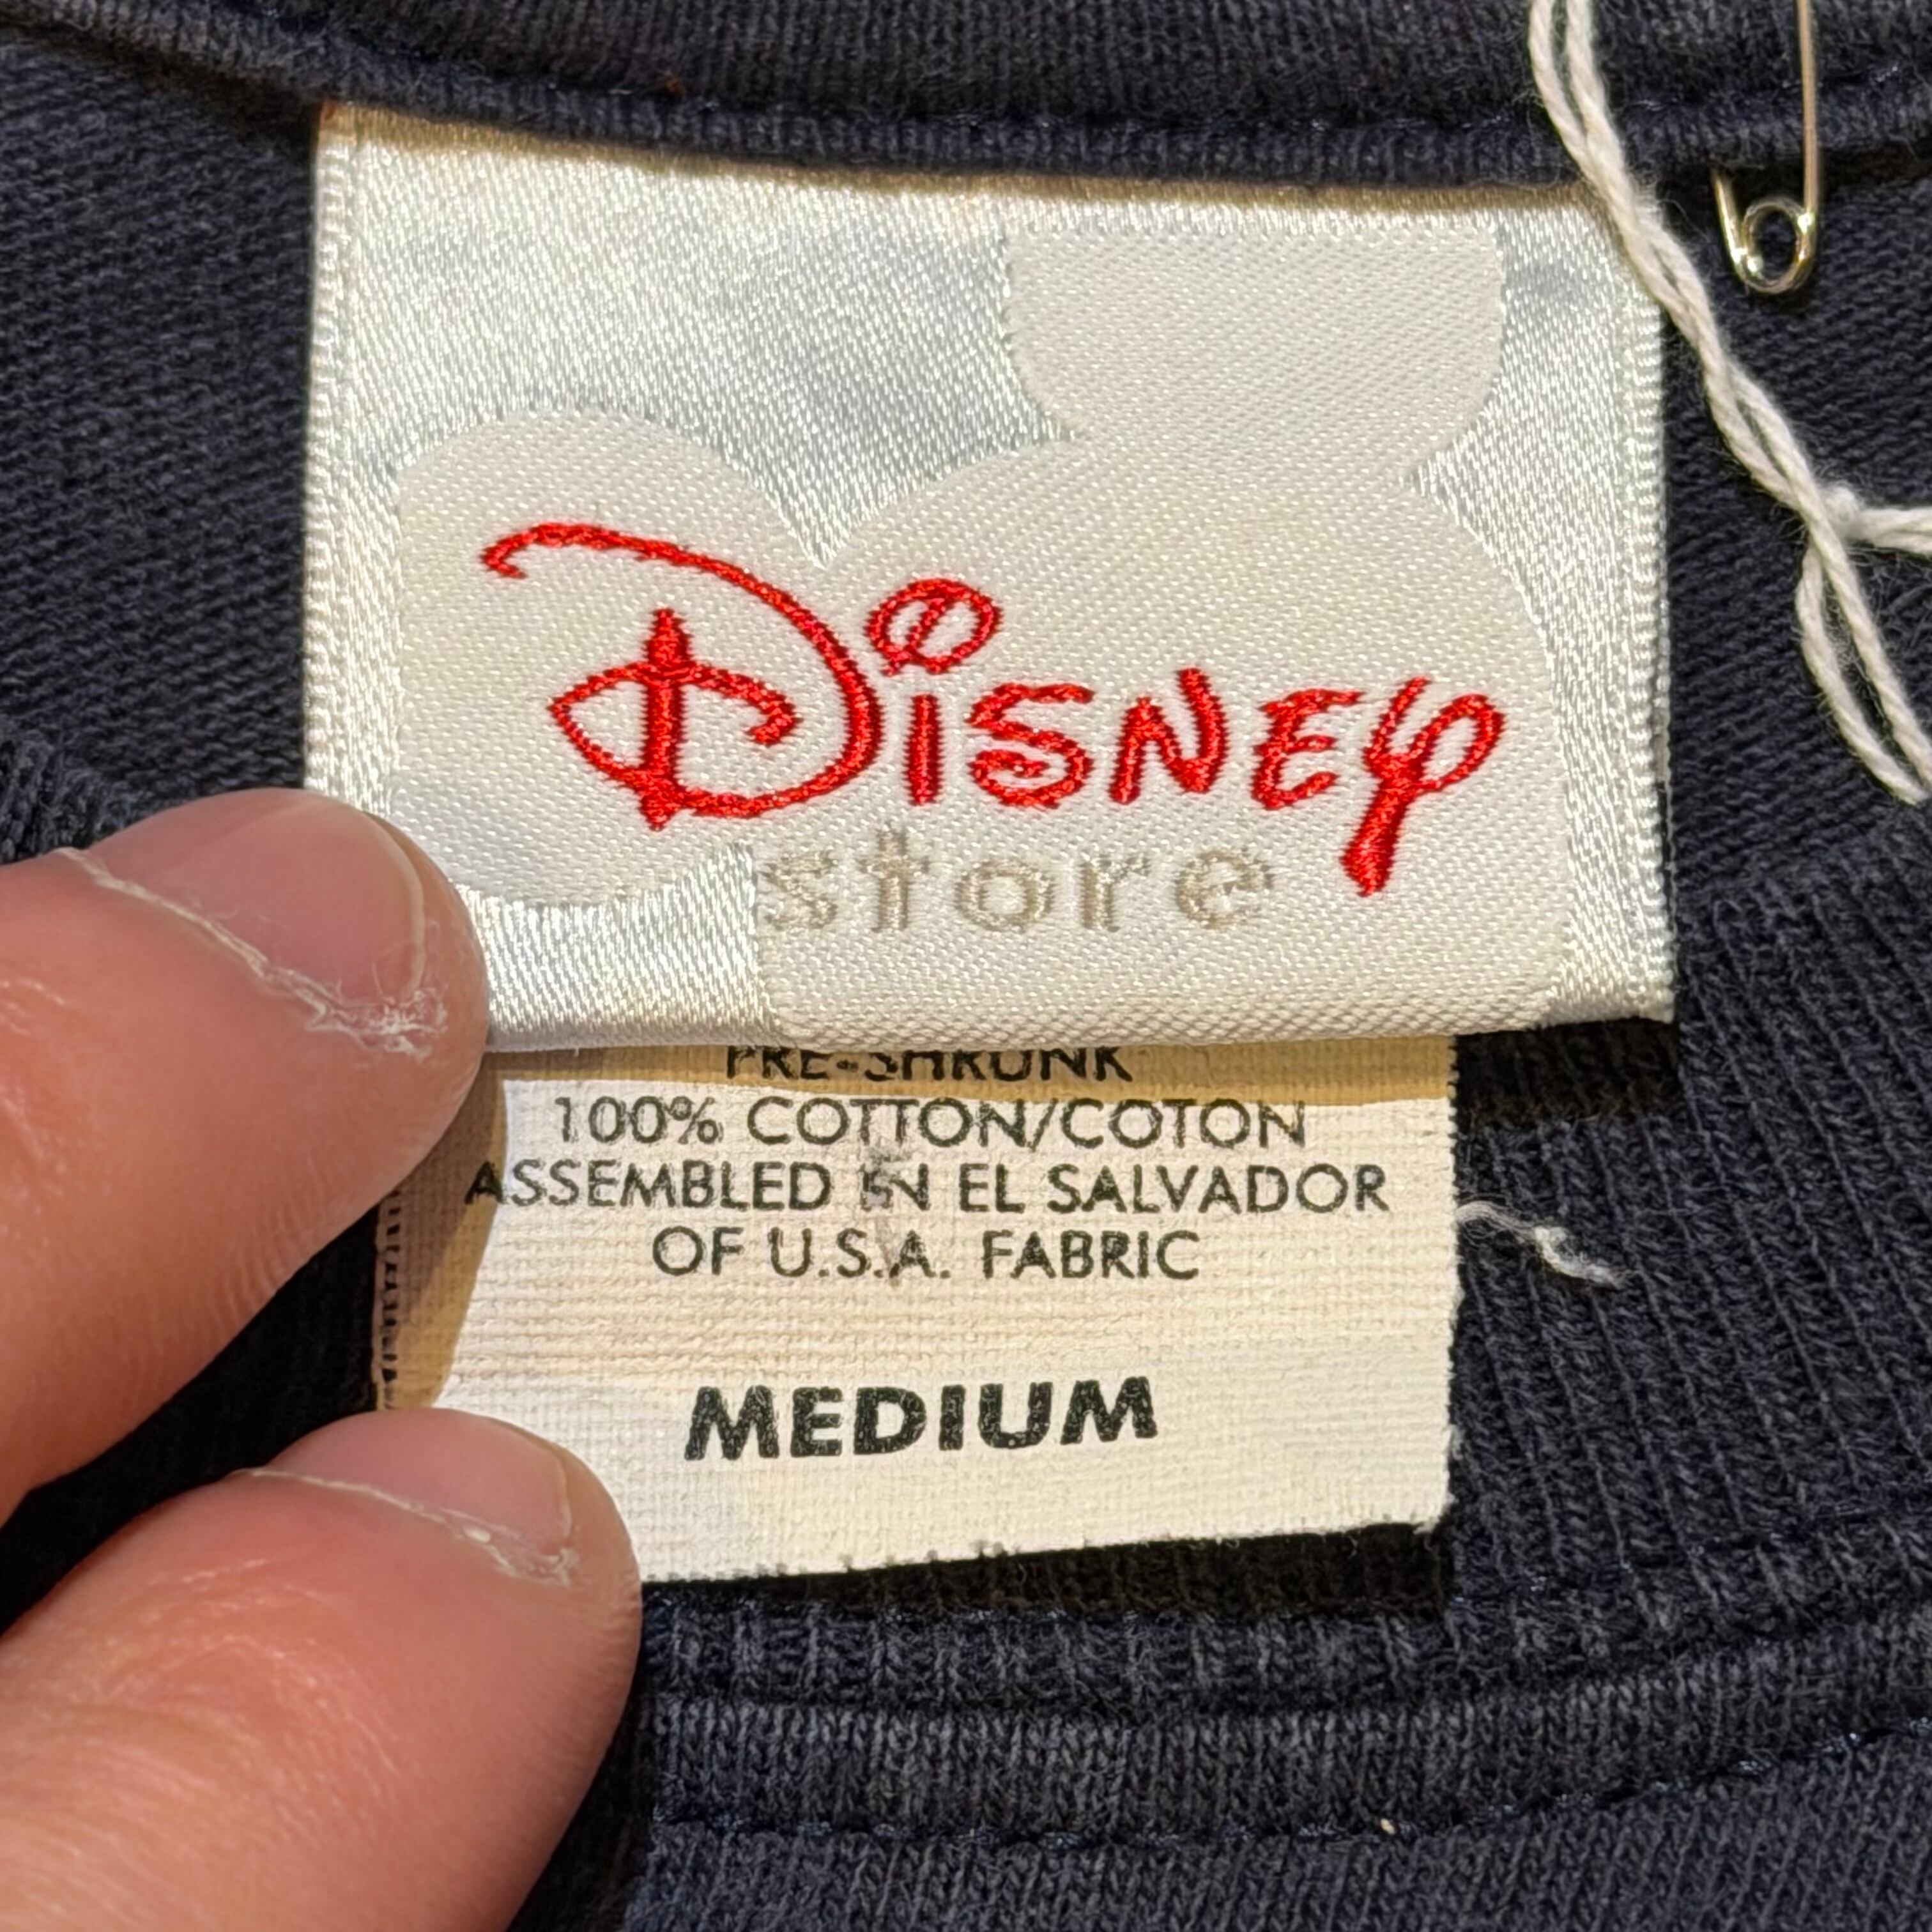 Disney
store
PRE-SHRUNK
100% COTTON/COTON
ASSEMBLED IN EL SALVADOR
OF U.S.A. FABRIC
MEDIUM